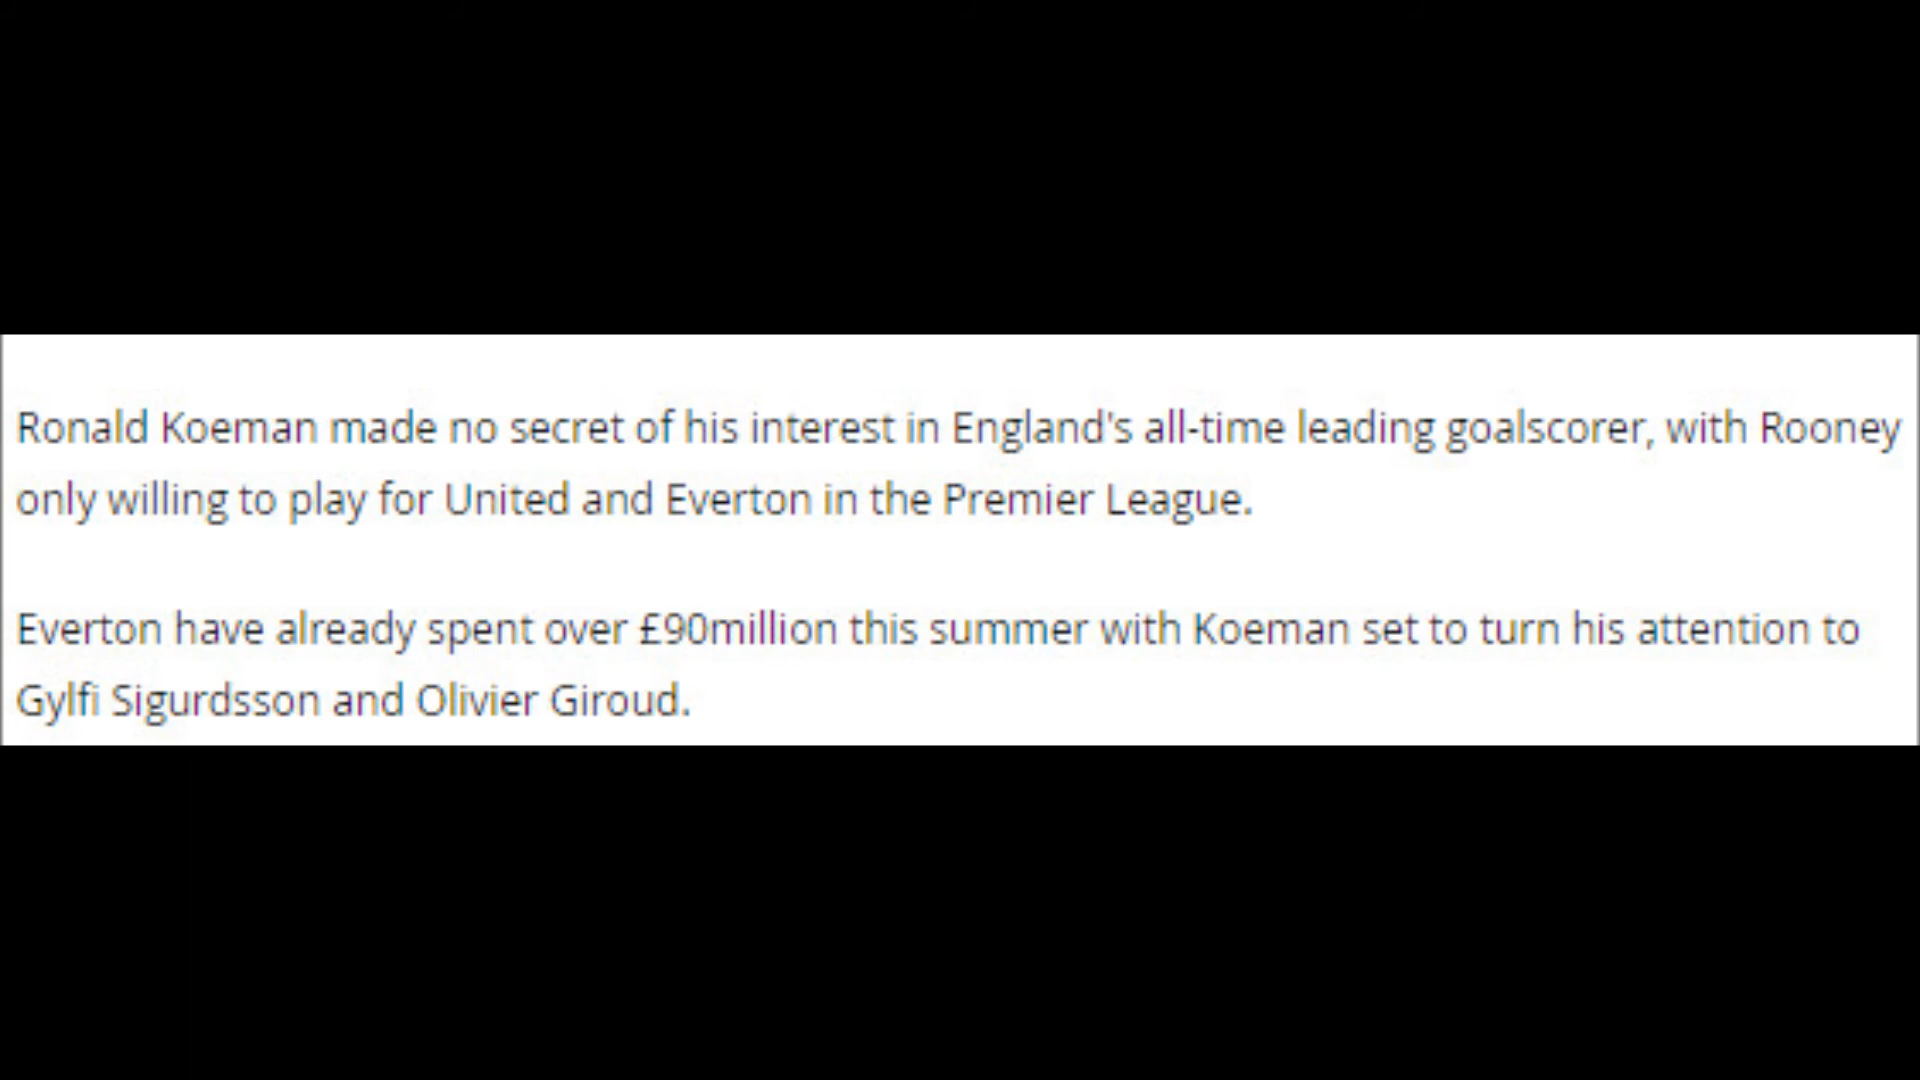 Ronald Koeman made no secret of his interest in England's all-time leading goalscorer, with Rooney
only willing to play for United and Everton in the Premier League.
Everton have already spent over £90million this summer with Koeman set to turn his attention to
Gylfi Sigurdsson and Olivier Giroud.